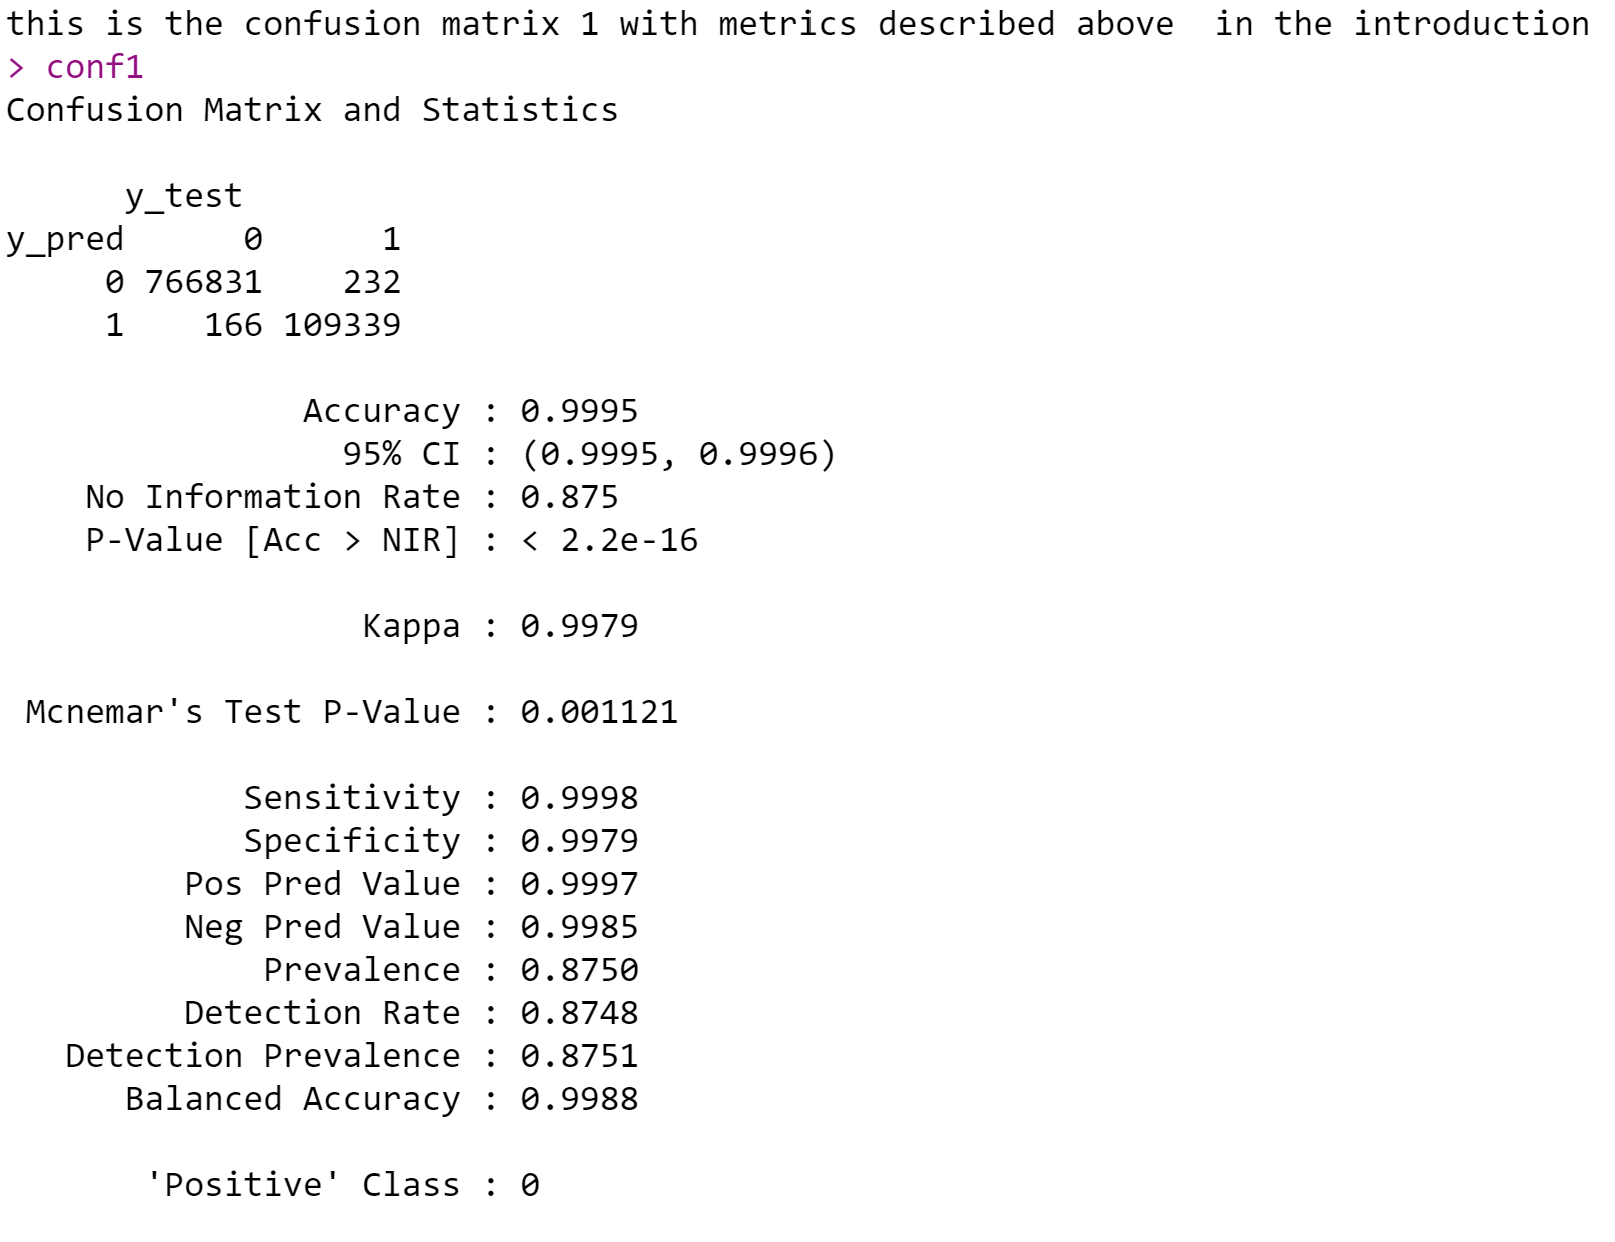 this is the confusion matrix 1 with metrics described above  in the introduction
> conf1
Confusion Matrix and Statistics

      y_test
y_pred      0      1
     0 766831    232
     1    166 109339

               Accuracy : 0.9995
                 95% CI : (0.9995, 0.9996)
    No Information Rate : 0.875
    P-Value [Acc > NIR] : < 2.2e-16

                  Kappa : 0.9979

 Mcnemar's Test P-Value : 0.001121

            Sensitivity : 0.9998
            Specificity : 0.9979
         Pos Pred Value : 0.9997
         Neg Pred Value : 0.9985
             Prevalence : 0.8750
         Detection Rate : 0.8748
   Detection Prevalence : 0.8751
      Balanced Accuracy : 0.9988

       'Positive' Class : 0